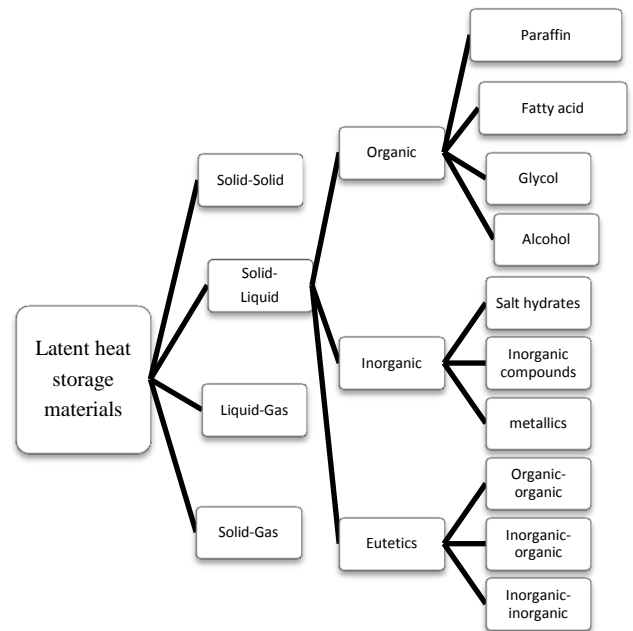 Latent heat
storage
materials
Solid-Solid
Solid-
Liquid
Liquid-Gas
Solid-Gas
Organic
Inorganic
Eutetics
Paraffin
Fatty acid
Glycol
Alcohol
Salt hydrates
Inorganic
compounds
metallics
Organic-
organic
Inorganic-
organic
Inorganic-
inorganic